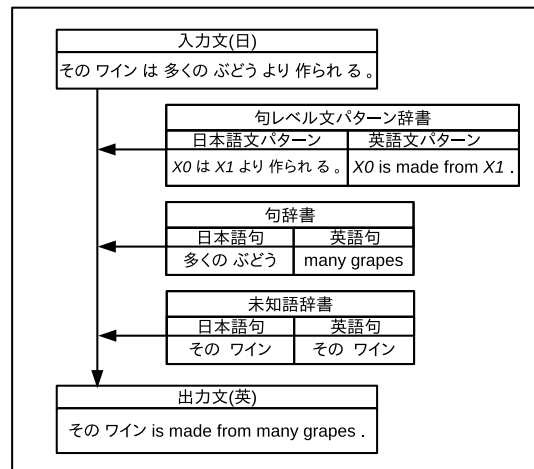 入力文(日)
その ワイン は 多くの ぶどう より 作られ る 。
句レベル文パターン辞書
日本語文パターン 英語文パターン
X0 は X1 より 作られ る 。 X0 is made from X1 .
句辞書
日本語句 英語句
多くの ぶどう many grapes
未知語辞書
日本語句 英語句
その ワイン その ワイン
出力文(英)
その ワイン is made from many grapes .